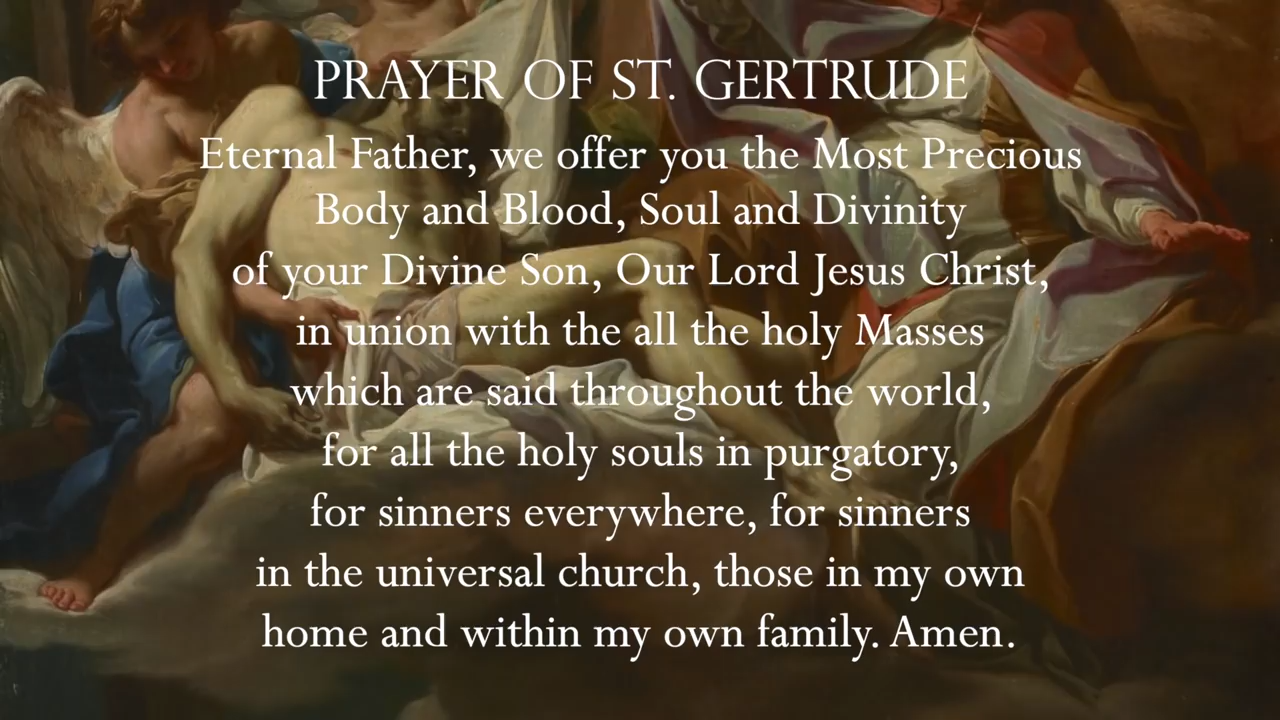 PRAYER OF ST. GERTRUDE
Eternal Father, we offer you the Most Precious
Body and Blood, Soul and Divinity
of your Divine Son, Our Lord Jesus Christ,
in union with the all the holy Masses
which are said throughout the world,
for all the holy souls in purgatory,
for sinners everywhere, for sinners
in the universal church, those in my own
home and within my own family. Amen.